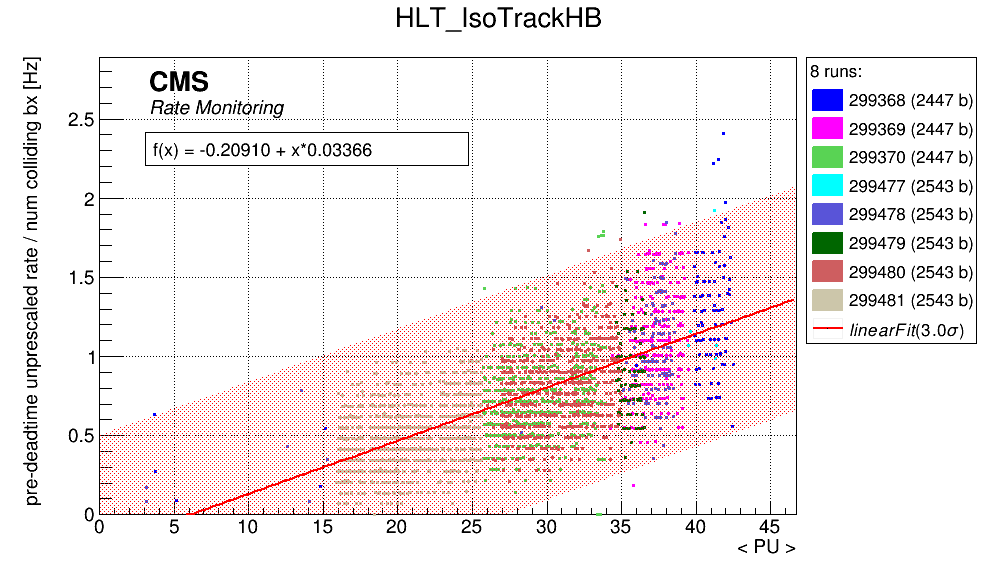 HLT_IsoTrackHB
pre-deadtime unprescaled rate / num colliding bx [Hz]
CMS
Rate Monitoring
f(x) = -0.20910 + x*0.03366
2.5
2
1.5
1
0.5
0
0 5 10 15 20 25 30 35 40 45
< PU >
8 runs:
299368 (2447 b)
299369 (2447 b)
299370 (2447 b)
299477 (2543 b)
299478 (2543 b)
299479 (2543 b)
299480 (2543 b)
299481 (2543 b)
linearFit(3.0σ)